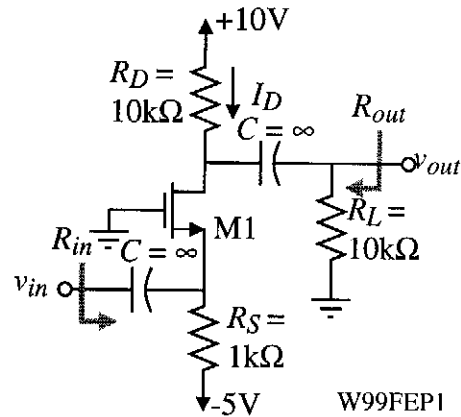 +10V
R_D =
10kΩ
I_D
C = ∞
R_out
v_out
M1
R_L =
10kΩ
R_in
C = ∞
v_in
R_S =
1kΩ
-5V
W99FEP1